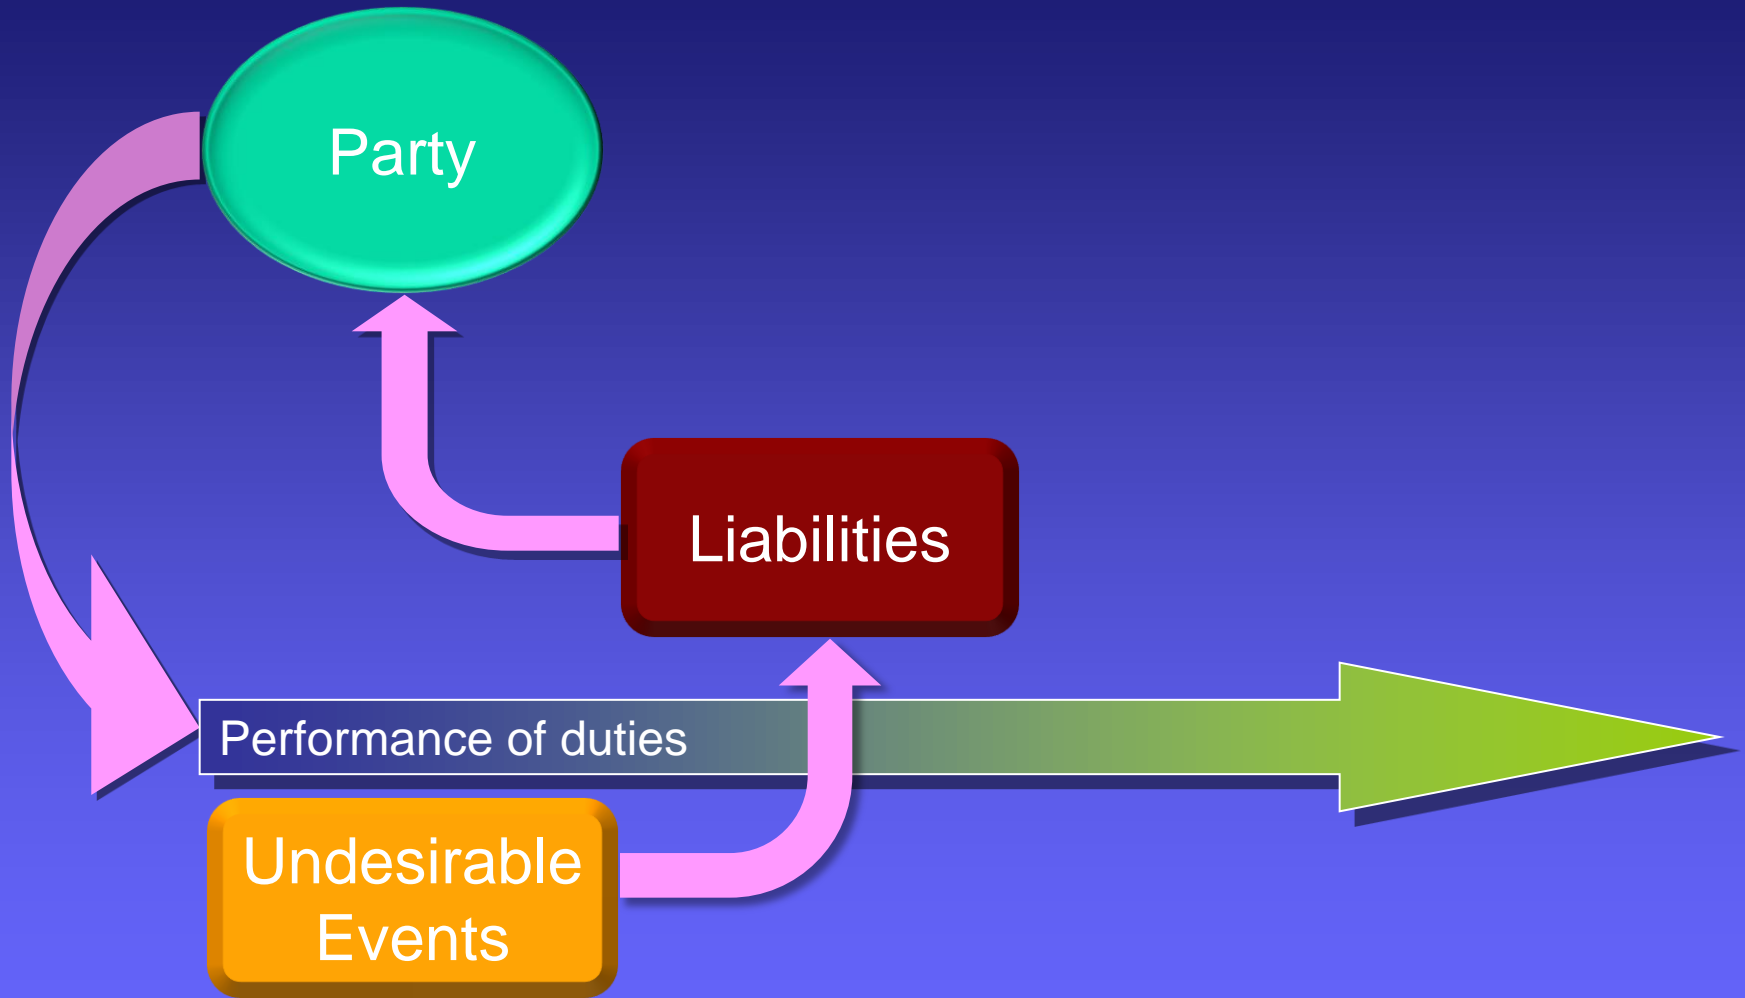 Party
Liabilities
Performance of duties
Undesirable
Events